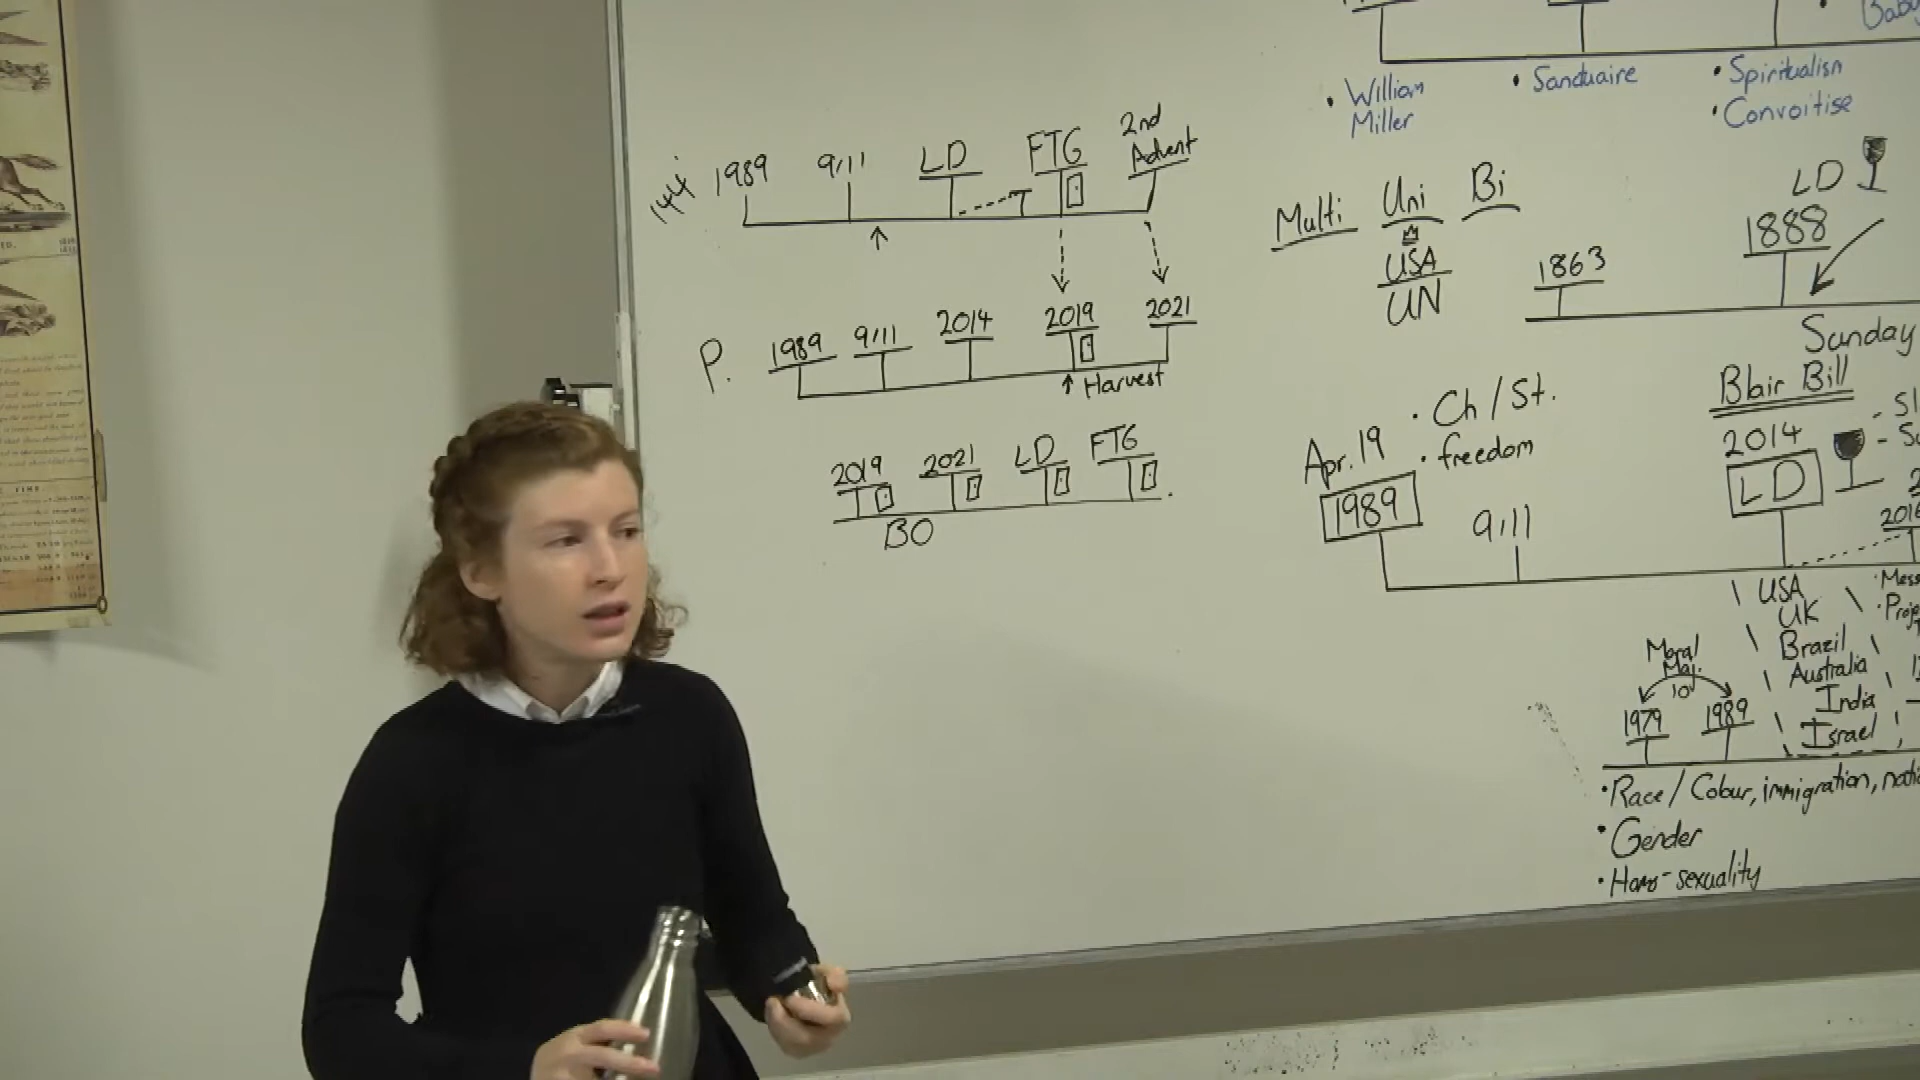 William
Miller
Sanctuaire
Spiritualism
Convoitise
144
1989
9/11
LD
FTG
2nd
Advent
P.
1989
9/11
2014
2019
2021
Harvest
2019
2021
LD
FTG
BO
Multi
Uni
Bi
USA
UN
1863
LD
1888
Sunday
Blair Bill
2014
LD
Apr. 19
· Ch / St.
· freedom
1989
9/11
USA
UK
Brazil
Australia
India
Israel
Moral
Maj.
10
1979
1989
· Race / Colour, immigration,
· Gender
· Homo-sexuality